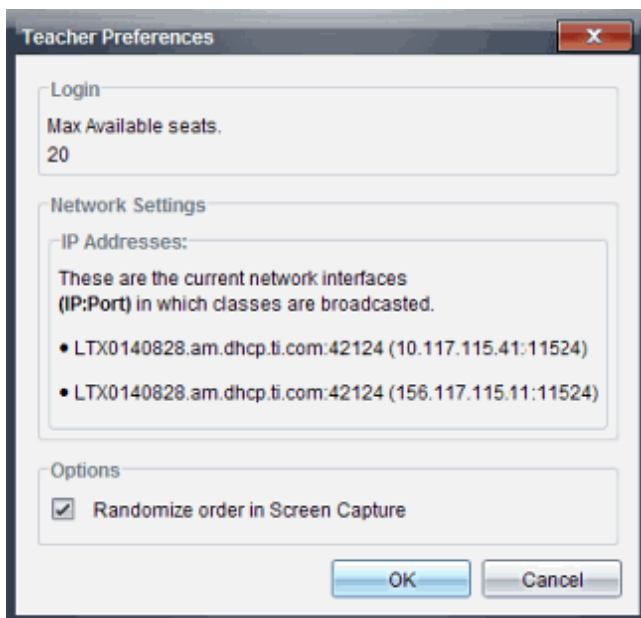 Teacher Preferences
Login
Max Available seats.
20
Network Settings
IP Addresses:
These are the current network interfaces
(IP:Port) in which classes are broadcasted.
• LTX0140828.am.dhcp.ti.com:42124 (10.117.115.41:11524)
• LTX0140828.am.dhcp.ti.com:42124 (156.117.115.11:11524)
Options
Randomize order in Screen Capture
OK Cancel